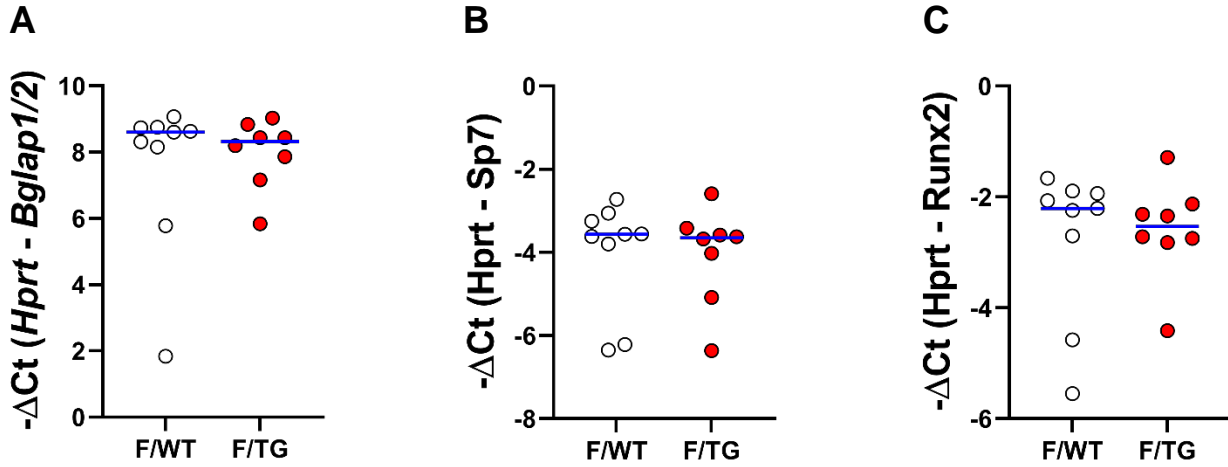 A
-ΔCt (Hprt - Bglap1/2)
10
8
6
4
2
0
F/WT
F/TG
B
-ΔCt (Hprt - Sp7)
0
-2
-4
-6
-8
F/WT
F/TG
C
-ΔCt (Hprt - Runx2)
0
-2
-4
-6
F/WT
F/TG